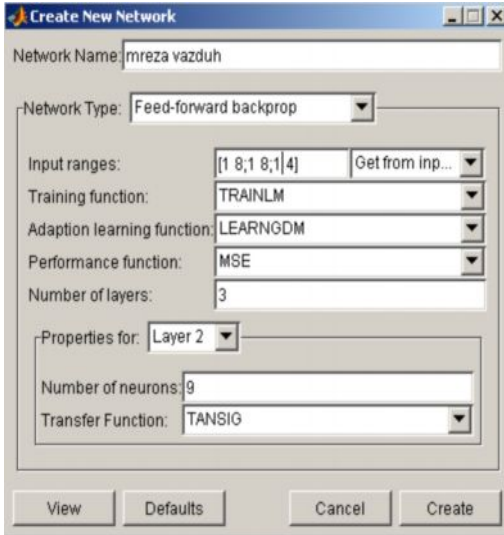 Create New Network
Network Name: mreza vazduh
Network Type: Feed-forward backprop
Input ranges: [1 8;1 8;1 4] Get from inp...
Training function: TRAINLM
Adaption learning function: LEARNGDM
Performance function: MSE
Number of layers: 3
Properties for: Layer 2
Number of neurons: 9
Transfer Function: TANSIG
View Defaults Cancel Create